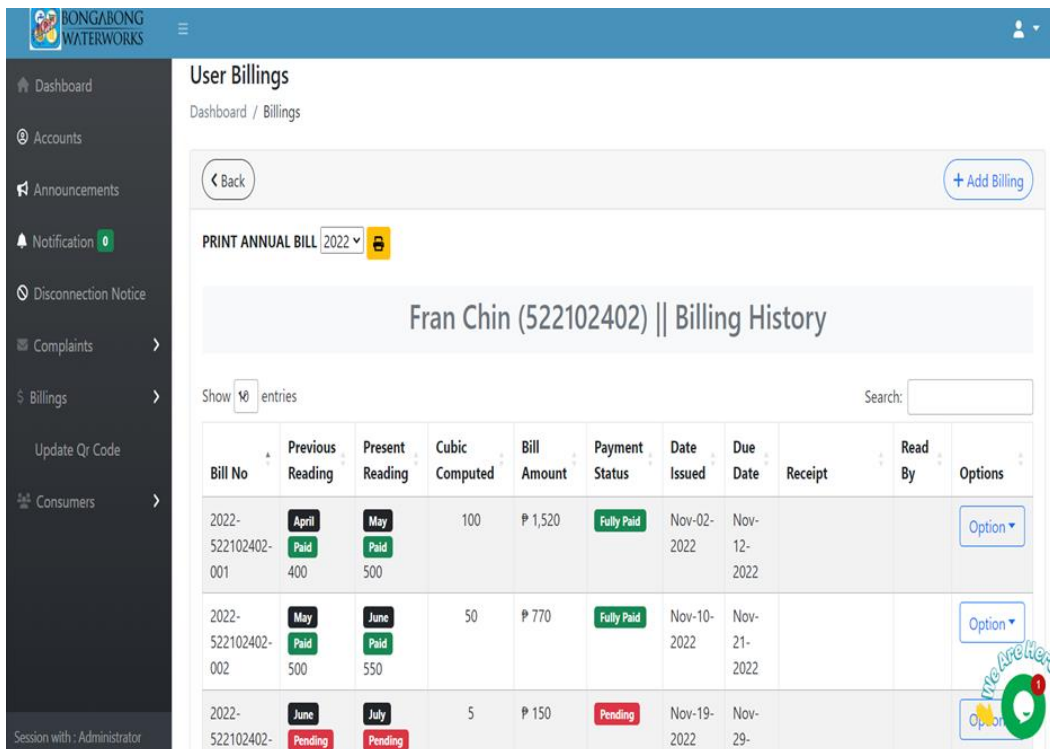 BONGABONG
WATERWORKS
Dashboard
Accounts
Announcements
Notification 0
Disconnection Notice
Complaints
$ Billings
Update Qr Code
Consumers
Session with : Administrator
User Billings
Dashboard / Billings
Back
+ Add Billing
PRINT ANNUAL BILL 2022
Fran Chin (522102402) || Billing History
Show 10 entries
Search:
Bill No
Previous
Reading
Present
Reading
Cubic
Computed
Bill
Amount
Payment
Status
Date
Issued
Due
Date
Receipt
Read
By
Options
2022-
522102402-
001
April
Paid
400
May
Paid
500
100
₱ 1,520
Fully Paid
Nov-02-
2022
Nov-
12-
2022
Option
2022-
522102402-
002
May
Paid
500
June
Paid
550
50
₱ 770
Fully Paid
Nov-10-
2022
Nov-
21-
2022
Option
2022-
522102402-
June
Pending
July
Pending
5
₱ 150
Pending
Nov-19-
2022
Nov-
29-
We Are Here
1